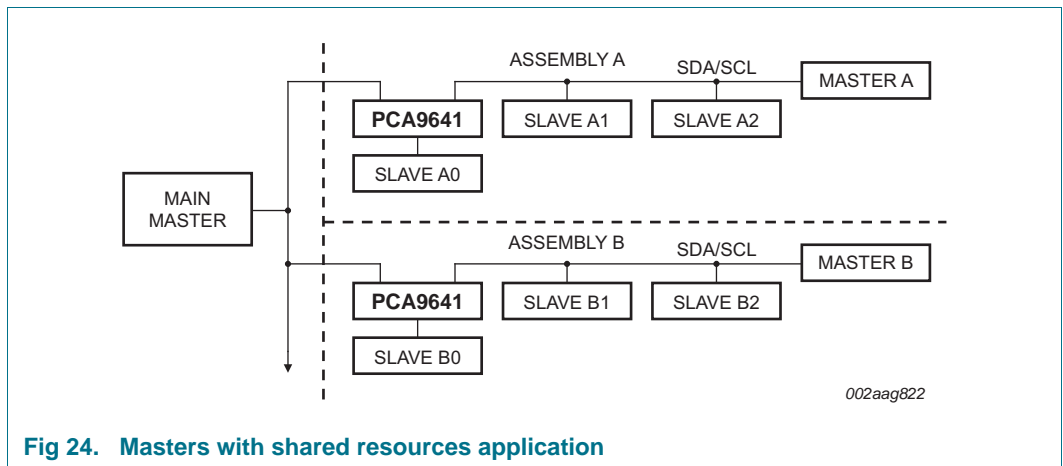 ASSEMBLY A
SDA/SCL
MASTER A
PCA9641
SLAVE A1
SLAVE A2
SLAVE A0
MAIN
MASTER
ASSEMBLY B
SDA/SCL
MASTER B
PCA9641
SLAVE B1
SLAVE B2
SLAVE B0
002aag822
Fig 24. Masters with shared resources application